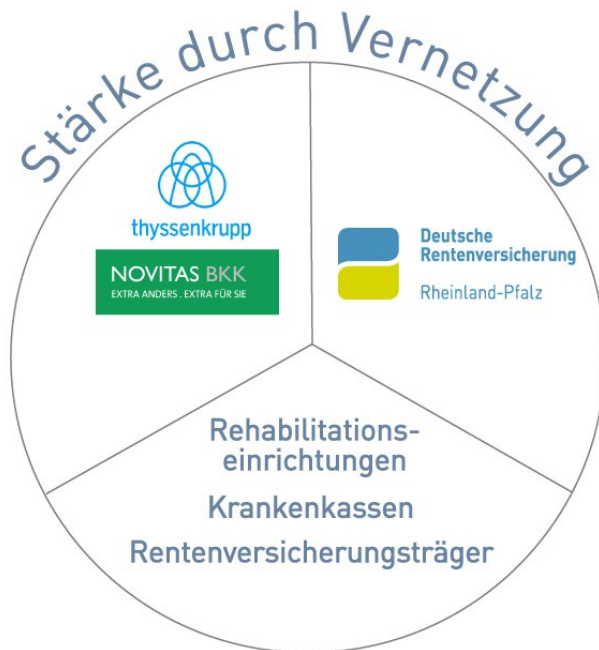 Stärke durch Vernetzung
thyssenkrupp
NOVITAS BKK
EXTRA ANDERS . EXTRA FÜR SIE
Deutsche
Rentenversicherung
Rheinland-Pfalz
Rehabilitations-
einrichtungen
Krankenkassen
Rentenversicherungsträger